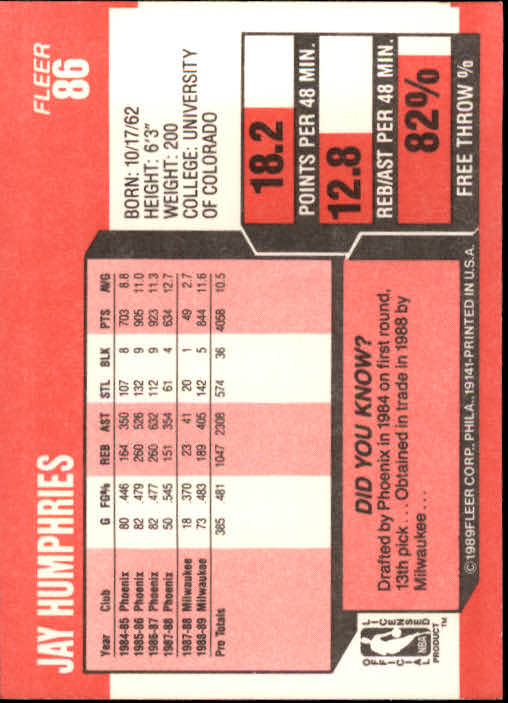 JAY HUMPHRIES
FLEER
86
Year Club G FG% REB AST STL BLK PTS AVG
1984-85 Phoenix 80 .446 164 350 107 8 703 8.8
1985-86 Phoenix 82 .479 260 526 132 9 905 11.0
1986-87 Phoenix 82 .477 260 632 112 9 923 11.3
1987-88 Phoenix 50 .545 151 354 61 4 634 12.7
1987-88 Milwaukee 18 .370 23 41 20 1 49 2.7
1988-89 Milwaukee 73 .483 189 405 142 5 844 11.6
Pro Totals 385 .481 1047 2308 574 36 4058 10.5
BORN: 10/17/62
HEIGHT: 6'3"
WEIGHT: 200
COLLEGE: UNIVERSITY
OF COLORADO
18.2
POINTS PER 48 MIN.
12.8
REB/AST PER 48 MIN.
82%
FREE THROW %
DID YOU KNOW?
Drafted by Phoenix in 1984 on first round,
13th pick . . . Obtained in trade in 1988 by
Milwaukee . . .
OFFICIAL
LICENSED
NBA
PRODUCT™
©1989 FLEER CORP., PHILA., 19141-PRINTED IN U.S.A.